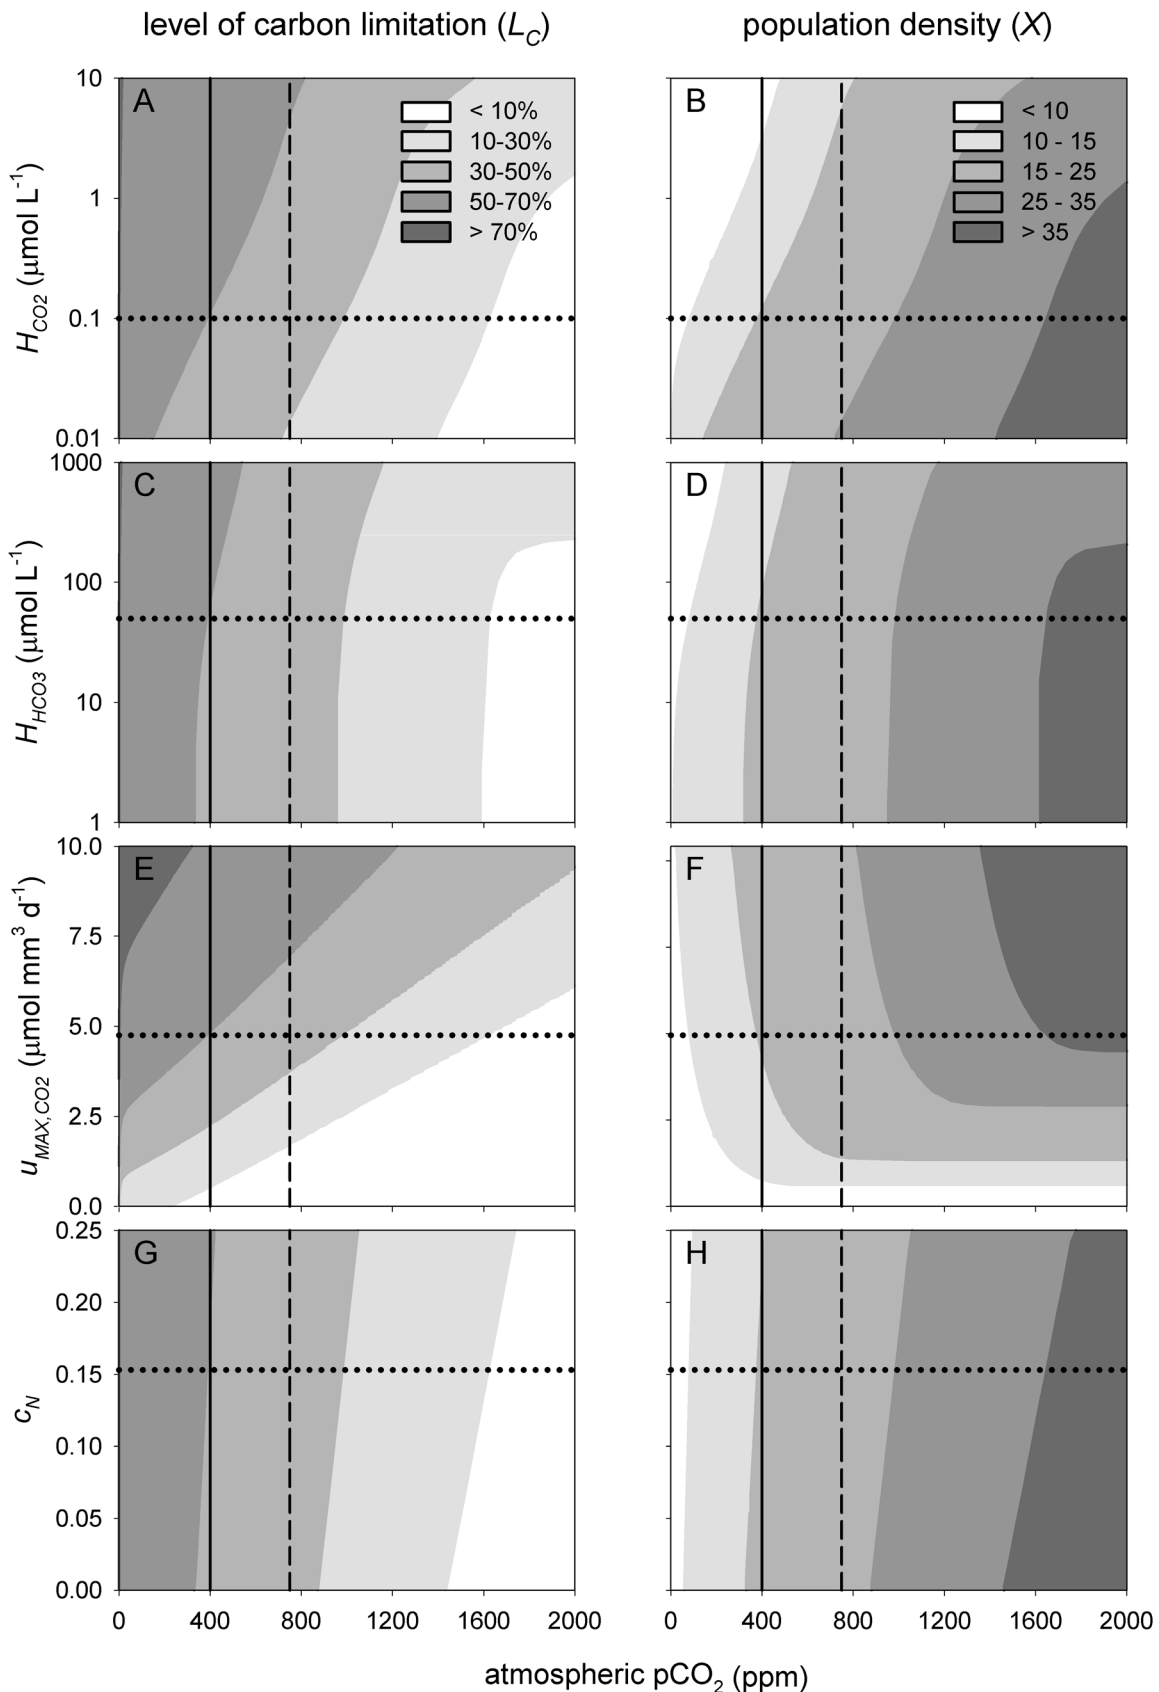 level of carbon limitation (L_C)
population density (X)
A
< 10%
10-30%
30-50%
50-70%
> 70%
10
1
0.1
0.01
H_CO2 (μmol L⁻¹)
B
< 10
10 - 15
15 - 25
25 - 35
> 35
C
1000
100
10
1
H_HCO3 (μmol L⁻¹)
D
E
10.0
7.5
5.0
2.5
0.0
u_MAX,CO2 (μmol mm³ d⁻¹)
F
G
0.25
0.20
0.15
0.10
0.05
0.00
c_N
H
0 400 800 1200 1600 2000
0 400 800 1200 1600 2000
atmospheric pCO₂ (ppm)